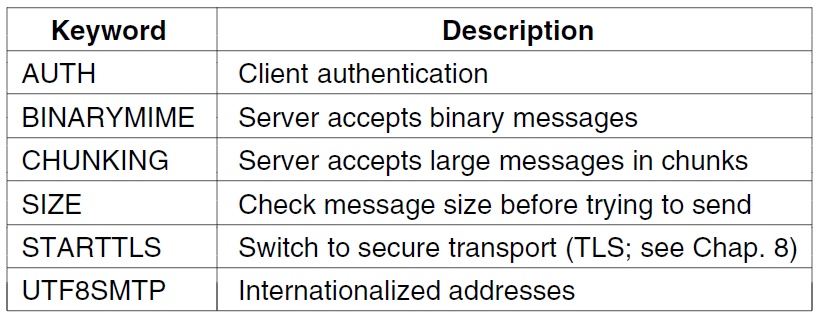 Keyword Description
AUTH Client authentication
BINARYMIME Server accepts binary messages
CHUNKING Server accepts large messages in chunks
SIZE Check message size before trying to send
STARTTLS Switch to secure transport (TLS; see Chap. 8)
UTF8SMTP Internationalized addresses